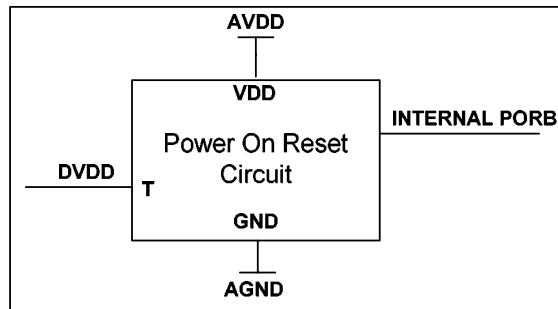 AVDD
VDD
INTERNAL PORB
Power On Reset
Circuit
DVDD
T
GND
AGND